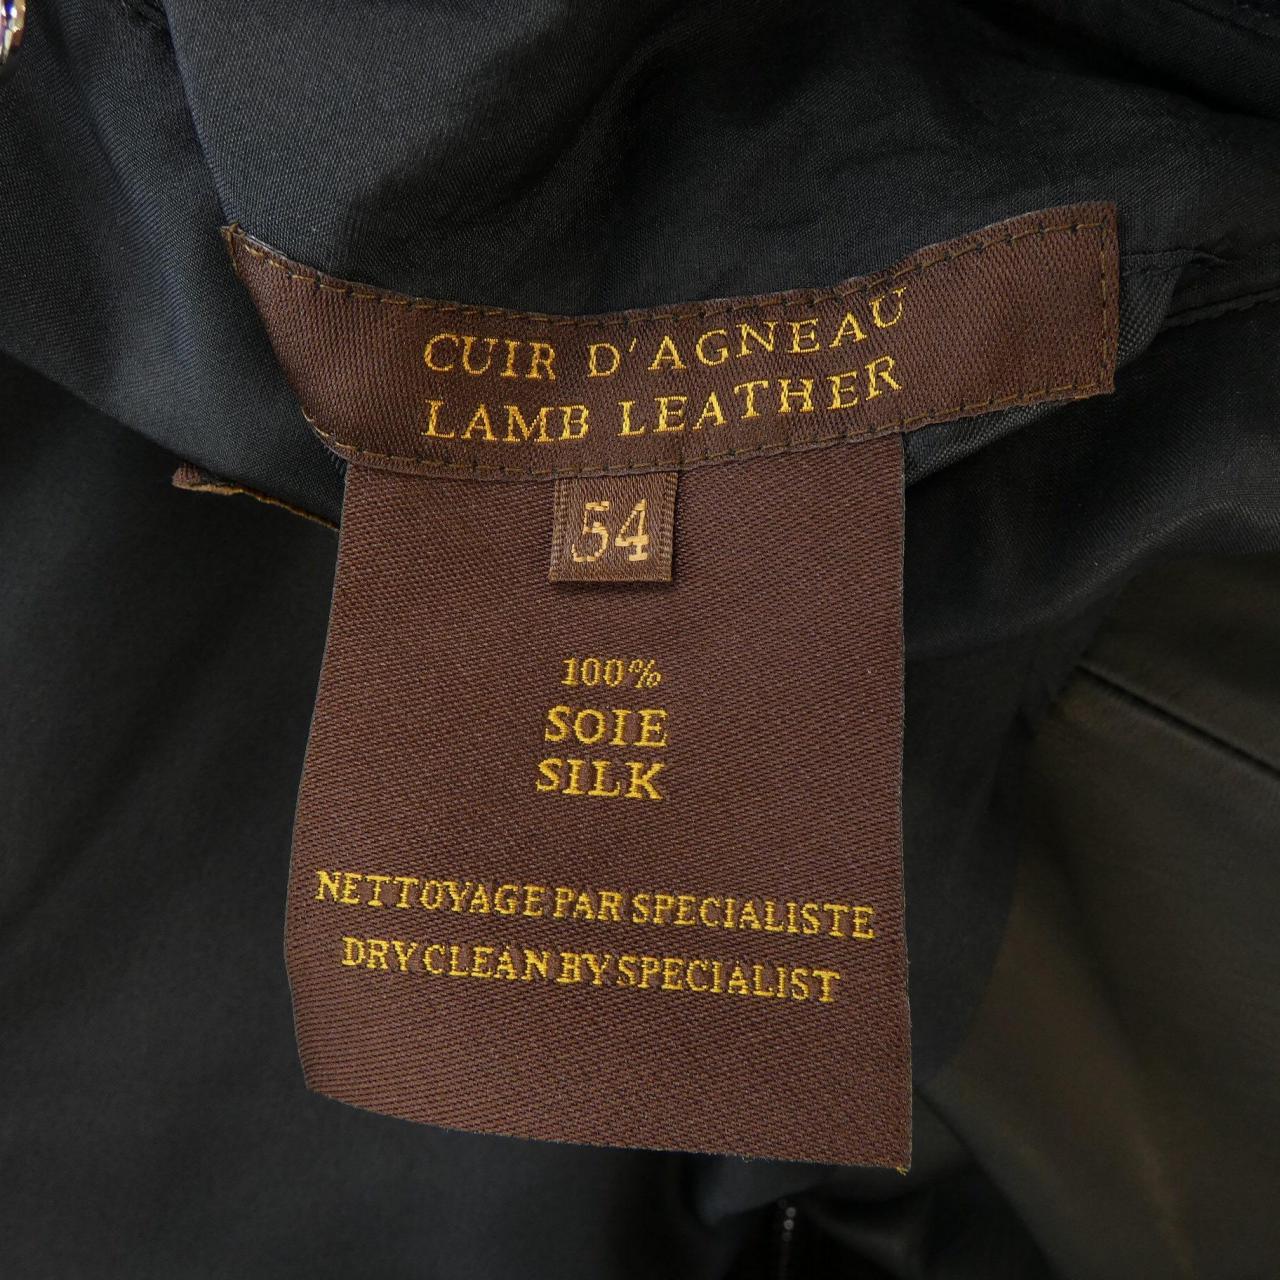 CUIR D'AGNEAU
LAMB LEATHER
54
100%
SOIE
SILK
NETTOYAGE PAR SPECIALISTE
DRY CLEAN BY SPECIALIST